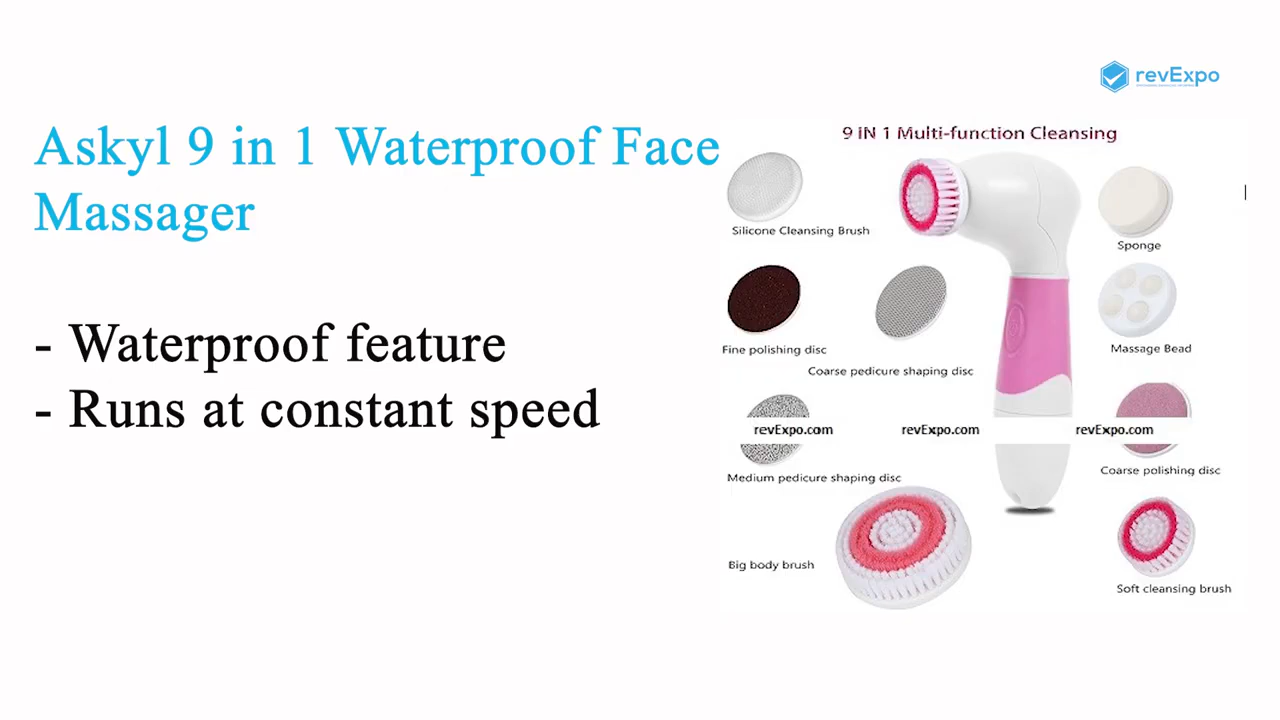 revExpo
Askyl 9 in 1 Waterproof Face
Massager
- Waterproof feature
- Runs at constant speed
9 IN 1 Multi-function Cleansing
Silicone Cleansing Brush
Sponge
Fine polishing disc
Coarse pedicure shaping disc
Massage Bead
revExpo.com revExpo.com revExpo.com
Medium pedicure shaping disc
Coarse polishing disc
Big body brush
Soft cleansing brush